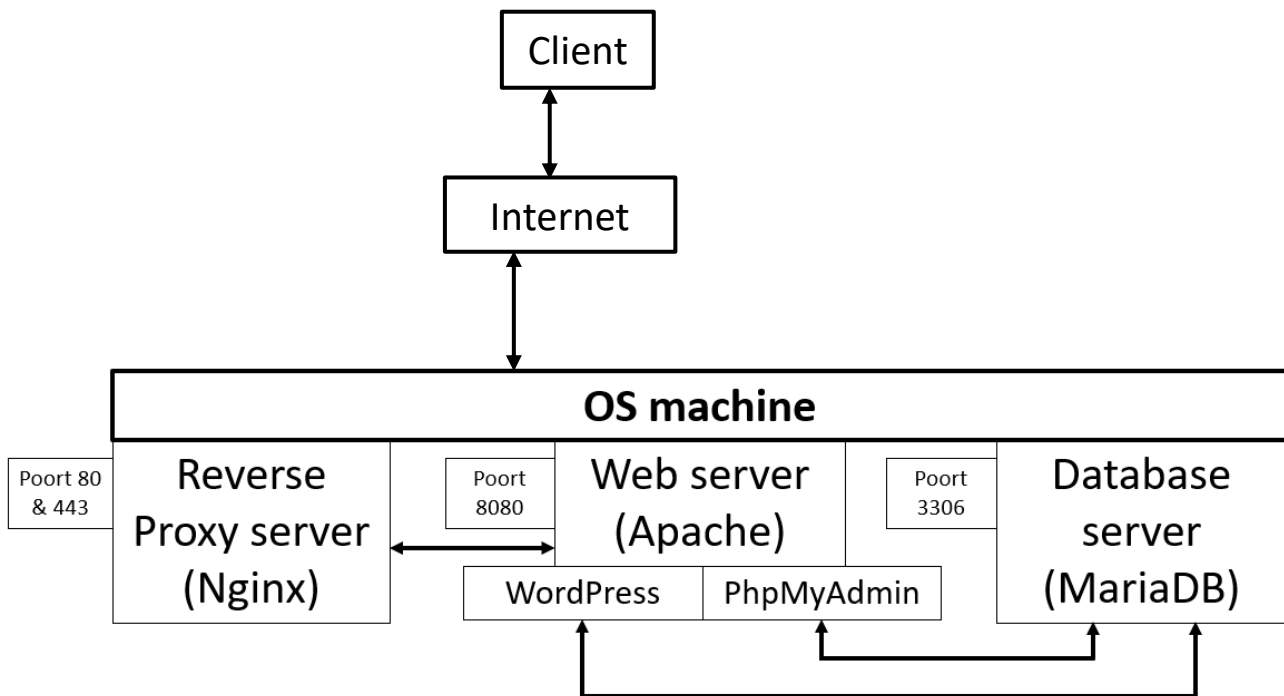 Client
Internet
OS machine
Poort 80
& 443
Reverse
Proxy server
(Nginx)
Poort
8080
Web server
(Apache)
WordPress
PhpMyAdmin
Poort
3306
Database
server
(MariaDB)